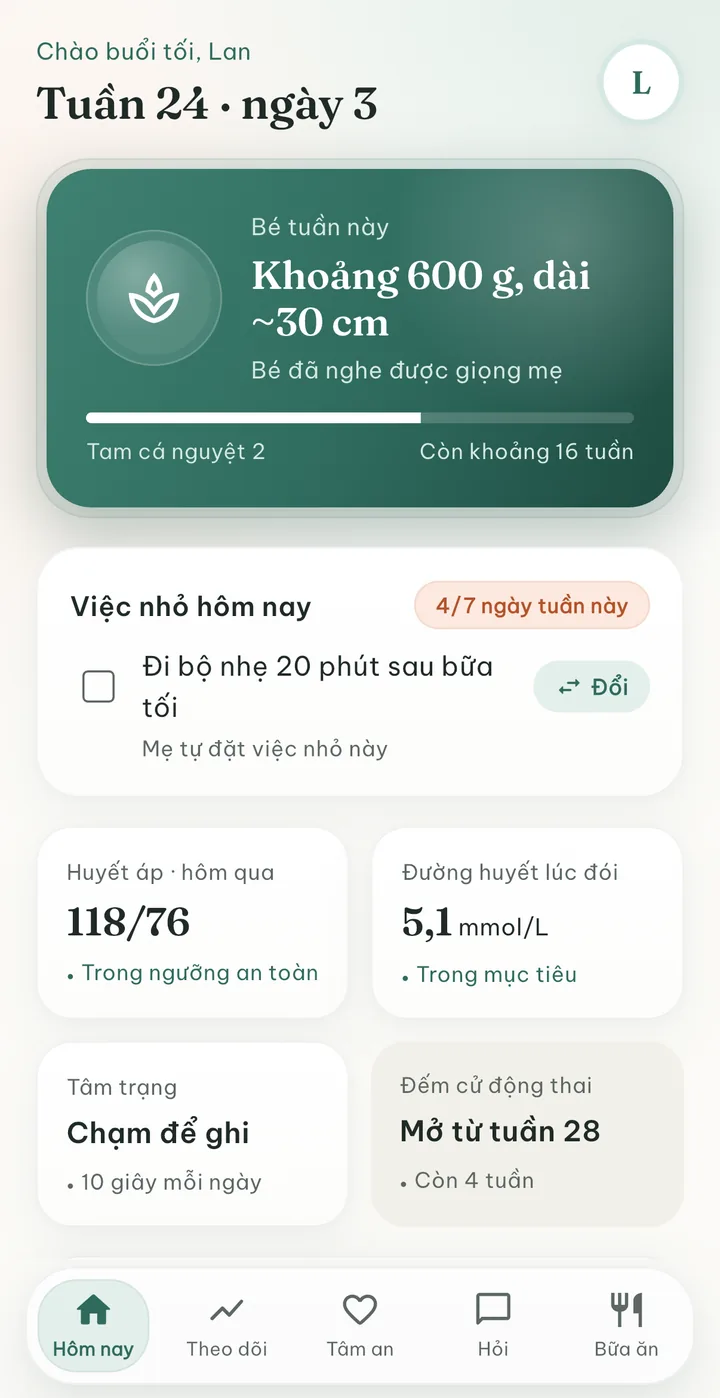 Chào buổi tối, Lan
Tuần 24 · ngày 3
L
Bé tuần này
Khoảng 600 g, dài
~30 cm
Bé đã nghe được giọng mẹ
Tam cá nguyệt 2
Còn khoảng 16 tuần
Việc nhỏ hôm nay
4/7 ngày tuần này
Đi bộ nhẹ 20 phút sau bữa
tối
Đổi
Mẹ tự đặt việc nhỏ này
Huyết áp · hôm qua
118/76
• Trong ngưỡng an toàn
Đường huyết lúc đói
5,1 mmol/L
• Trong mục tiêu
Tâm trạng
Chạm để ghi
• 10 giây mỗi ngày
Đếm cử động thai
Mở từ tuần 28
• Còn 4 tuần
Hôm nay
Theo dõi
Tâm an
Hỏi
Bữa ăn